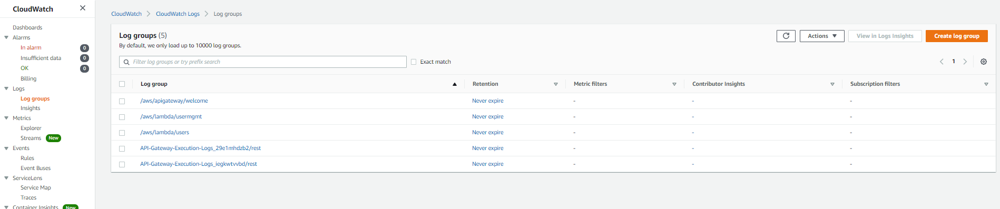 CloudWatch
Dashboards
Alarms
In alarm 0
Insufficient data 0
OK 0
Billing
Logs
Log groups
Insights
Metrics
Explorer
Streams New
Events
Rules
Event Buses
ServiceLens
Service Map
Traces
Container Insights New
CloudWatch CloudWatch Logs Log groups
Log groups (5)
By default, we only load up to 10000 log groups.
Actions View in Logs Insights Create log group
Filter log groups or try prefix search Exact match 1
Log group Retention Metric filters Contributor Insights Subscription filters
/aws/apigateway/welcome Never expire - - -
/aws/lambda/usermgmt Never expire - - -
/aws/lambda/users Never expire - - -
API-Gateway-Execution-Logs_29e1mhdzb2/rest Never expire - - -
API-Gateway-Execution-Logs_iegkwtvvbd/rest Never expire - - -